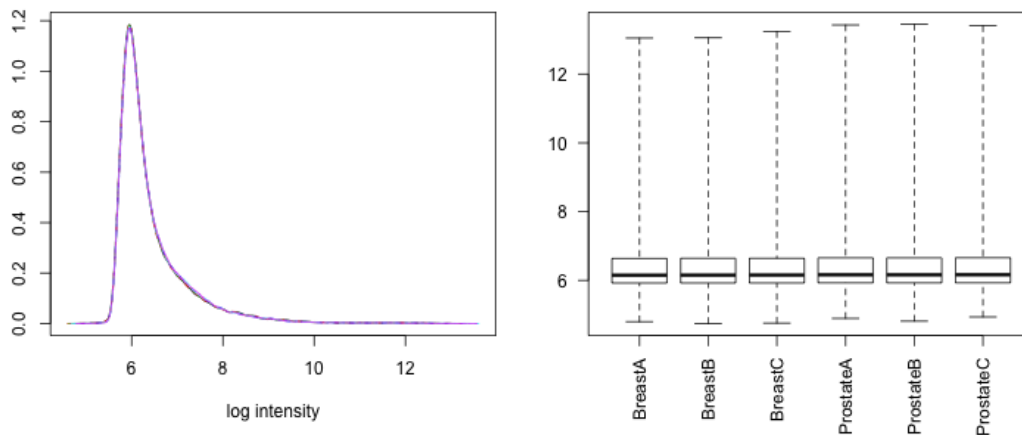 1.2
1.0
0.8
0.6
0.4
0.2
0.0
6 8 10 12
log intensity
12
10
8
6
BreastA
BreastB
BreastC
ProstateA
ProstateB
ProstateC